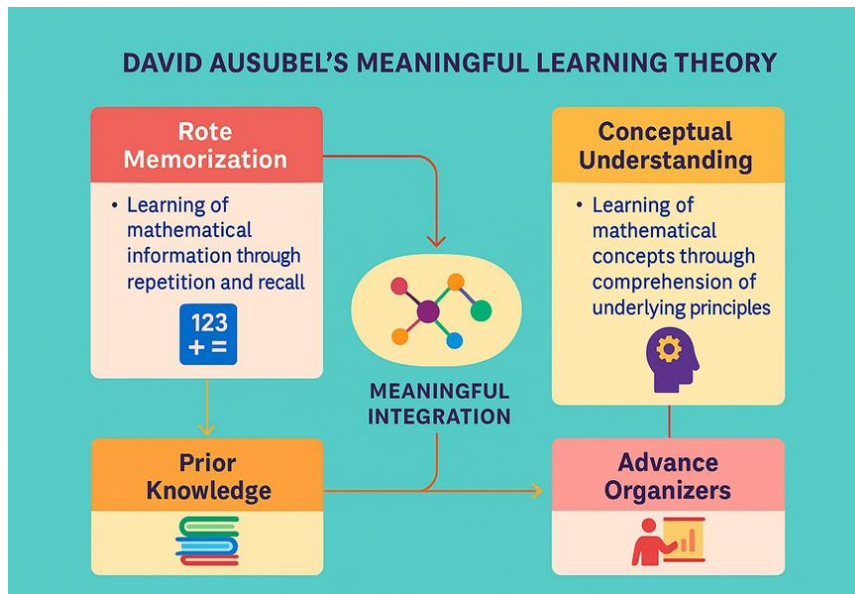 DAVID AUSUBEL'S MEANINGFUL LEARNING THEORY
Rote
Memorization
• Learning of
mathematical
information through
repetition and recall
123
+ =
Conceptual
Understanding
• Learning of
mathematical
concepts through
comprehension of
underlying principles
MEANINGFUL
INTEGRATION
Prior
Knowledge
Advance
Organizers